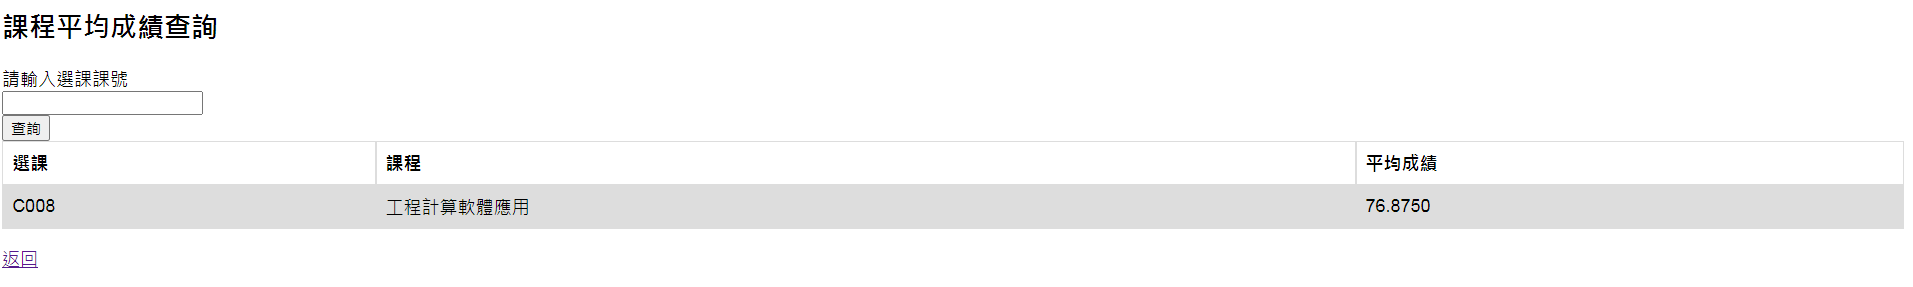 課程平均成績查詢
請輸入選課課號
查詢
選課 課程 平均成績
C008 工程計算軟體應用 76.8750
返回